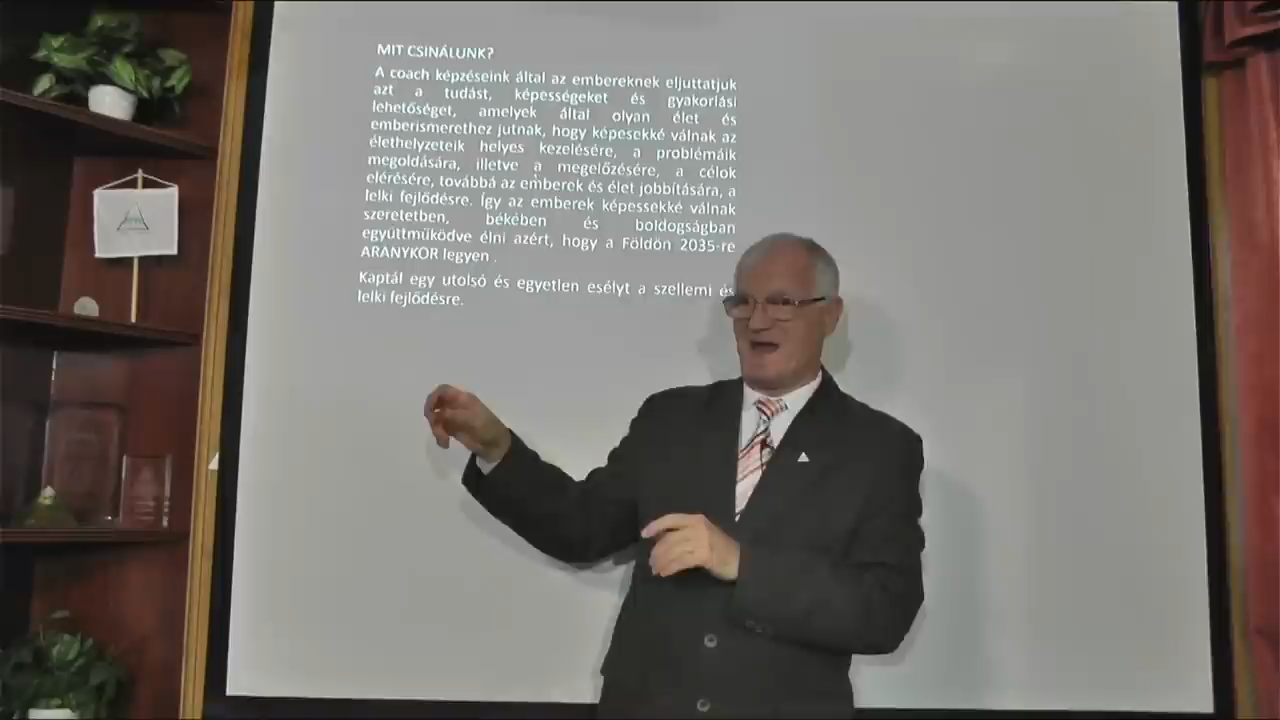 MIT CSINÁLUNK?
A coach képzéseink által az embereknek eljuttatjuk
azt a tudást, képességeket és gyakorlási
lehetőséget, amelyek által olyan élet és
emberismerethez jutnak, hogy képesekké válnak az
élethelyzeteik helyes kezelésére, a problémáik
megoldására, illetve a megelőzésére, a célok
elérésére, továbbá az emberek és élet jobbítására, a
lelki fejlődésre. Így az emberek képessekké válnak
szeretetben, békében és boldogságban
együttműködve élni azért, hogy a Földön 2035-re
ARANYKOR legyen .
Kaptál egy utolsó és egyetlen esélyt a szellemi és
lelki fejlődésre.